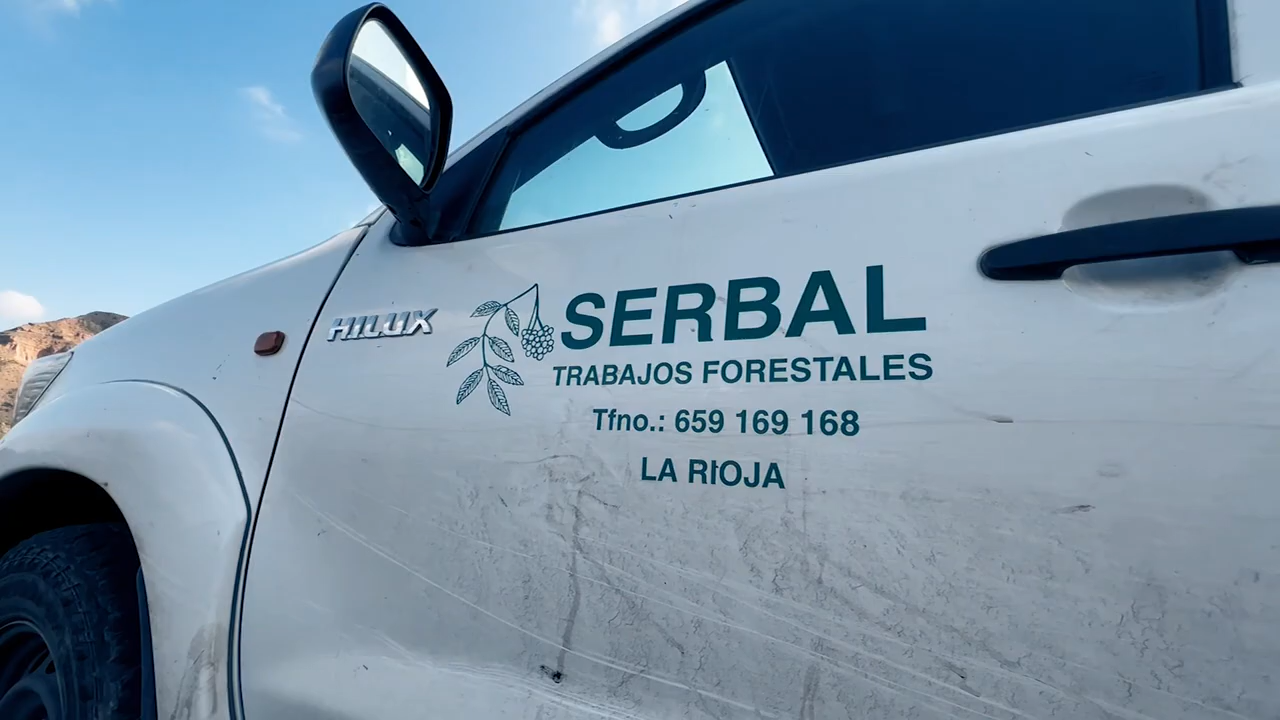 HILUX
SERBAL
TRABAJOS FORESTALES
Tfno.: 659 169 168
LA RIOJA